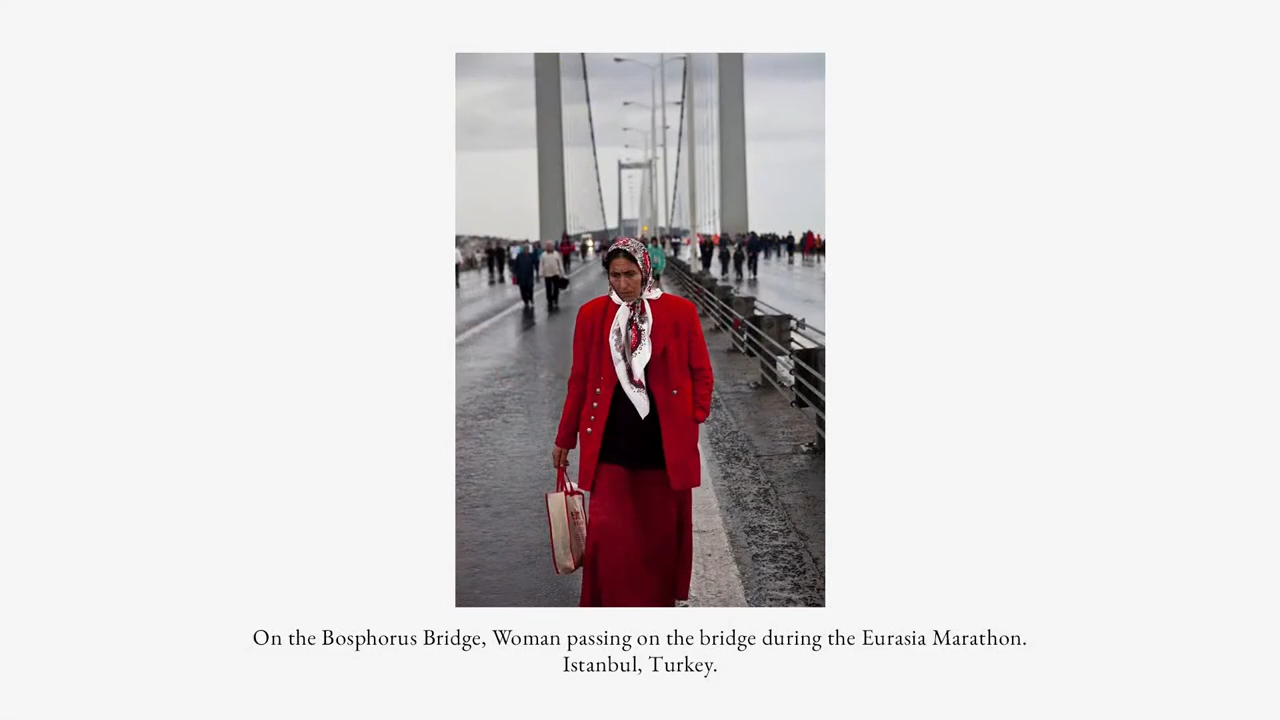 On the Bosphorus Bridge, Woman passing on the bridge during the Eurasia Marathon.
Istanbul, Turkey.